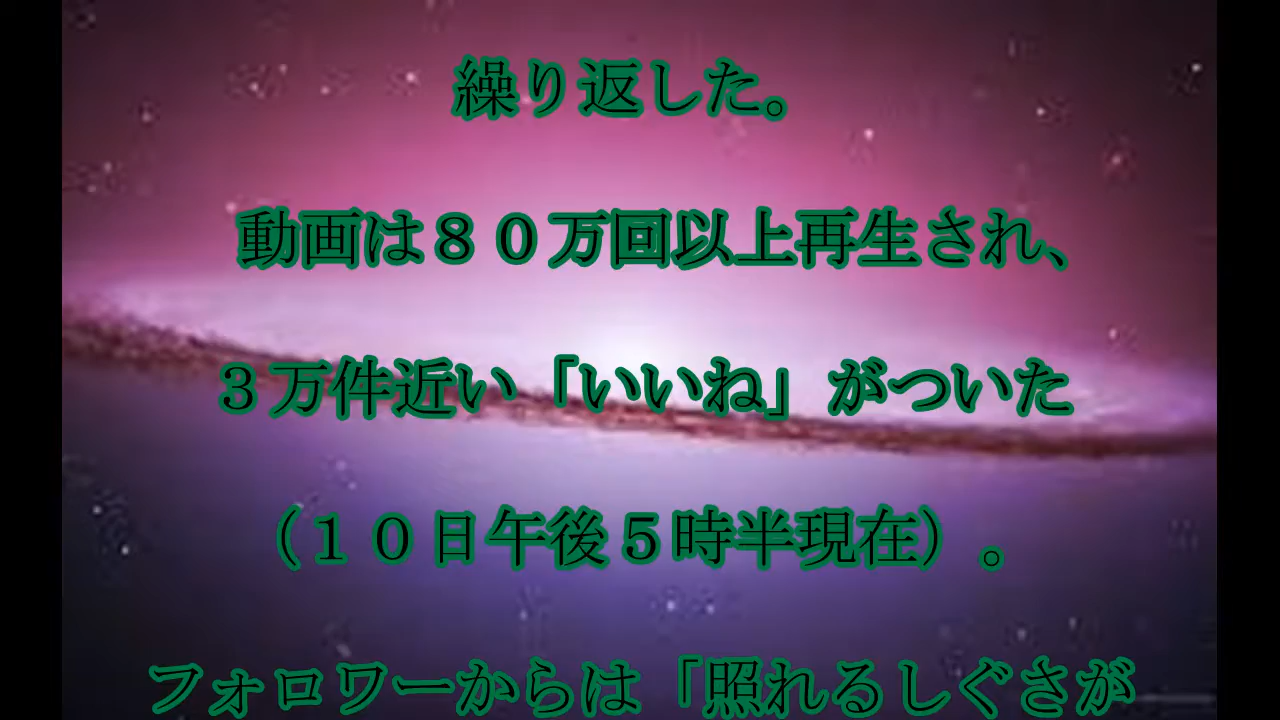 繰り返した。
動画は８０万回以上再生され、
３万件近い「いいね」がついた
（１０日午後５時半現在）。
フォロワーからは「照れるしぐさが